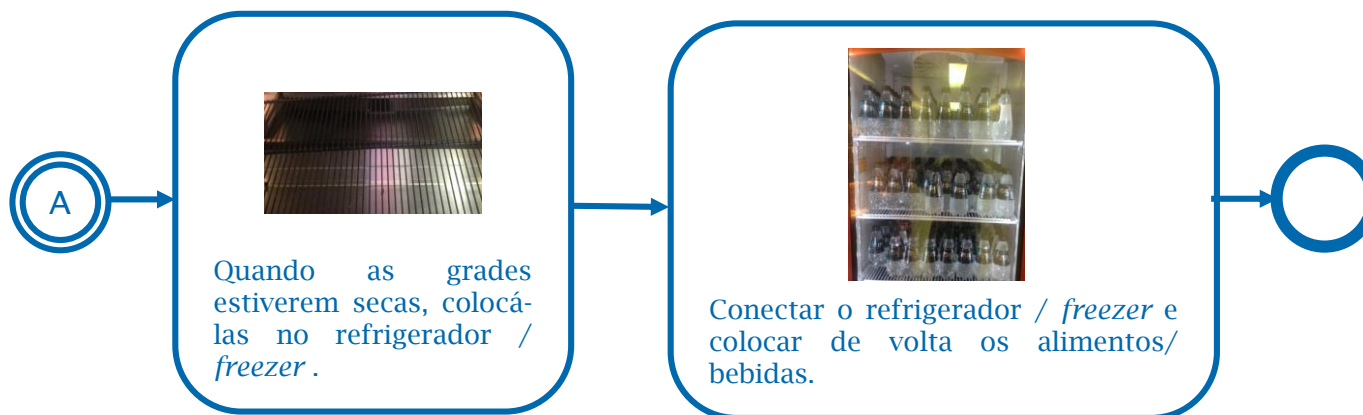 A
Quando as grades
estiverem secas, colocá-
las no refrigerador /
freezer .
Conectar o refrigerador / freezer e
colocar de volta os alimentos/
bebidas.